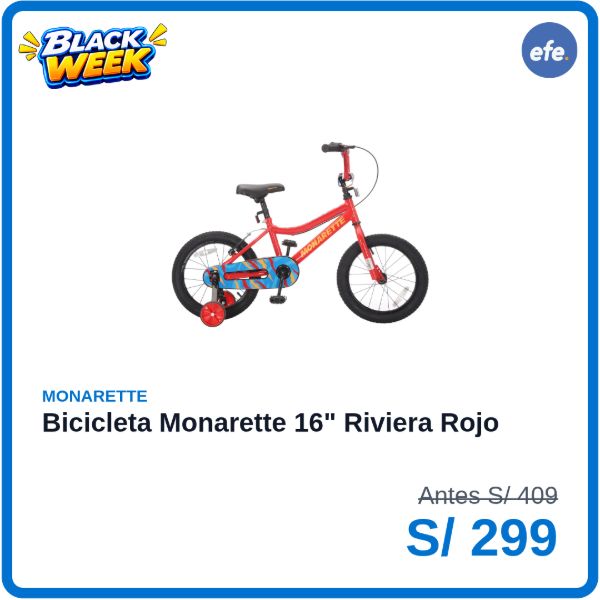 BLACK
WEEK
efe.
MONARETTE
MONARETTE
Bicicleta Monarette 16" Riviera Rojo
Antes S/ 409
S/ 299